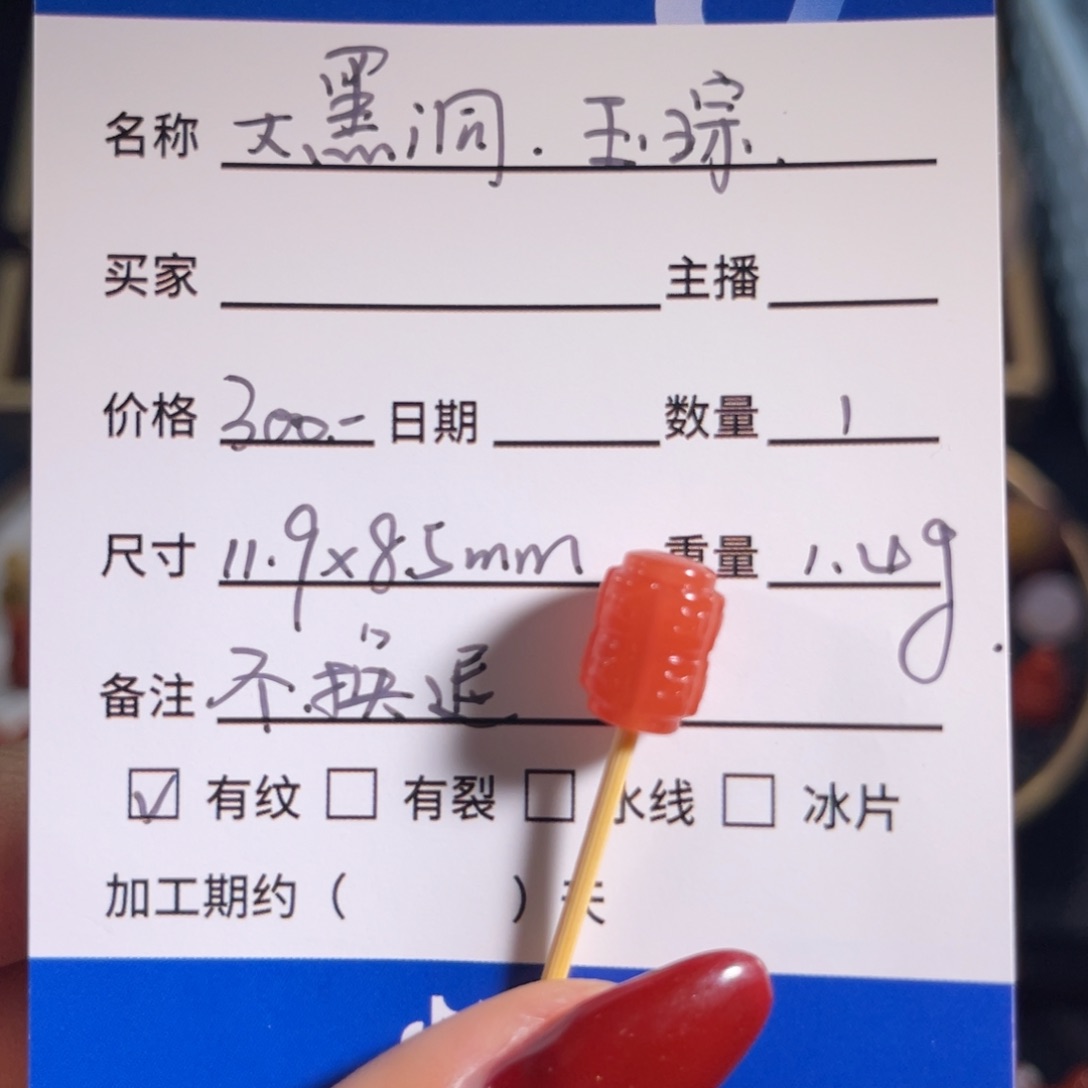 名称 大黑洞.玉琮.
买家 主播
价格 300.- 日期 数量 1
尺寸 11.9×8.5mm 重量 1.4g.
备注 不换退
☑ 有纹 □ 有裂 □ 水线 □ 冰片
加工期约（ ）天